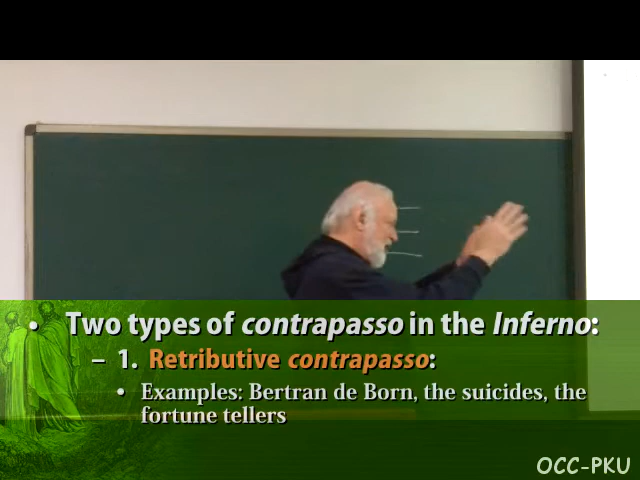 • Two types of contrapasso in the Inferno:
– 1. Retributive contrapasso:
• Examples: Bertran de Born, the suicides, the
fortune tellers
OCC-PKU